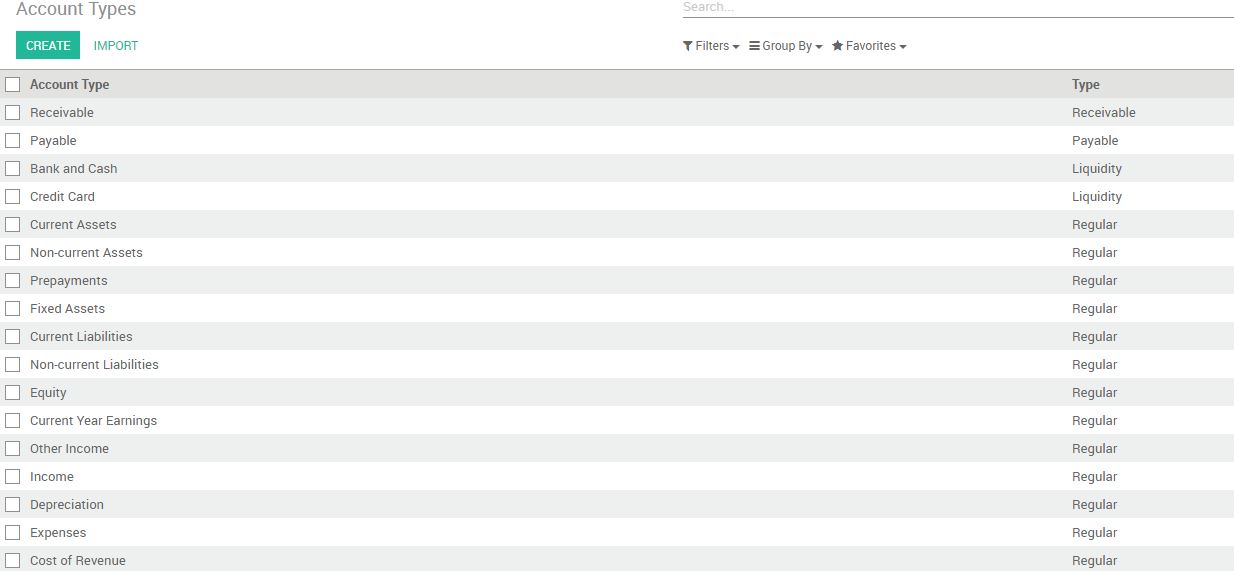 Account Types
Search...
CREATE IMPORT
Filters Group By Favorites
Account Type Type
Receivable Receivable
Payable Payable
Bank and Cash Liquidity
Credit Card Liquidity
Current Assets Regular
Non-current Assets Regular
Prepayments Regular
Fixed Assets Regular
Current Liabilities Regular
Non-current Liabilities Regular
Equity Regular
Current Year Earnings Regular
Other Income Regular
Income Regular
Depreciation Regular
Expenses Regular
Cost of Revenue Regular